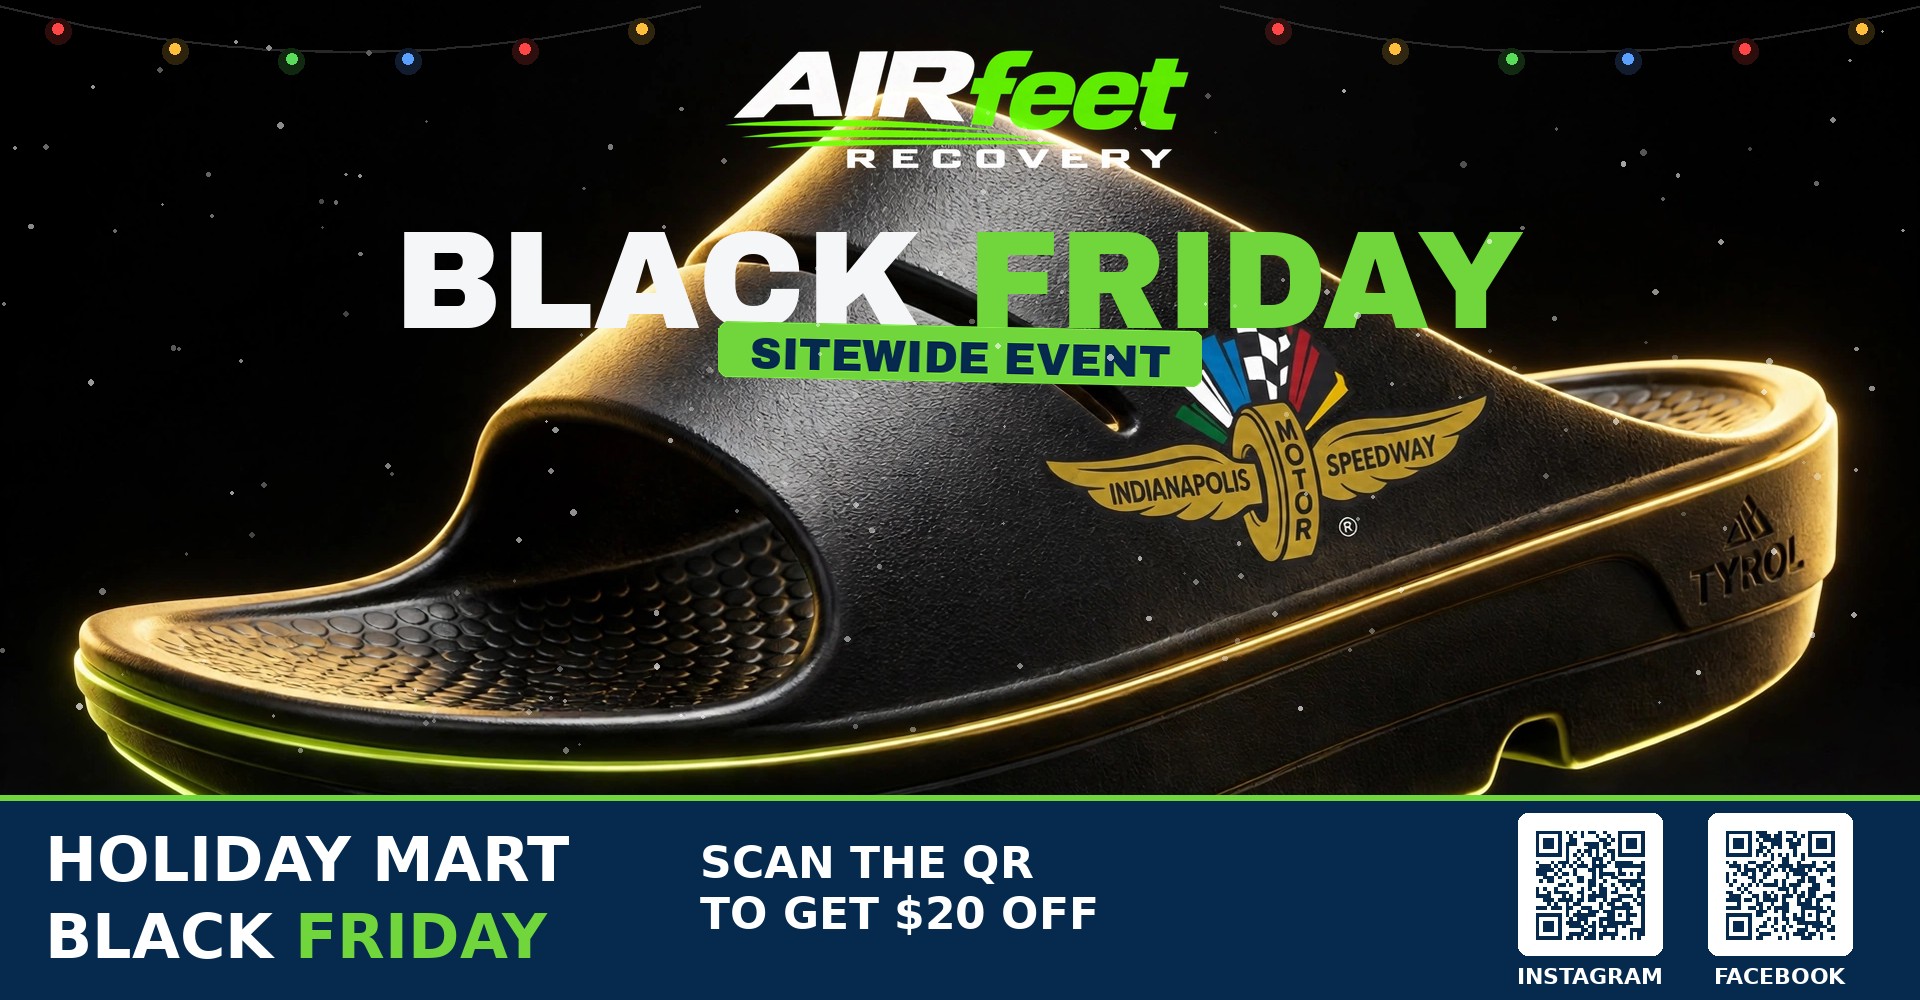 AIRfeet
RECOVERY
BLACK FRIDAY
SITEWIDE EVENT
INDIANAPOLIS
MOTOR
SPEEDWAY
®
TYROL
HOLIDAY MART
BLACK FRIDAY
SCAN THE QR
TO GET $20 OFF
INSTAGRAM
FACEBOOK